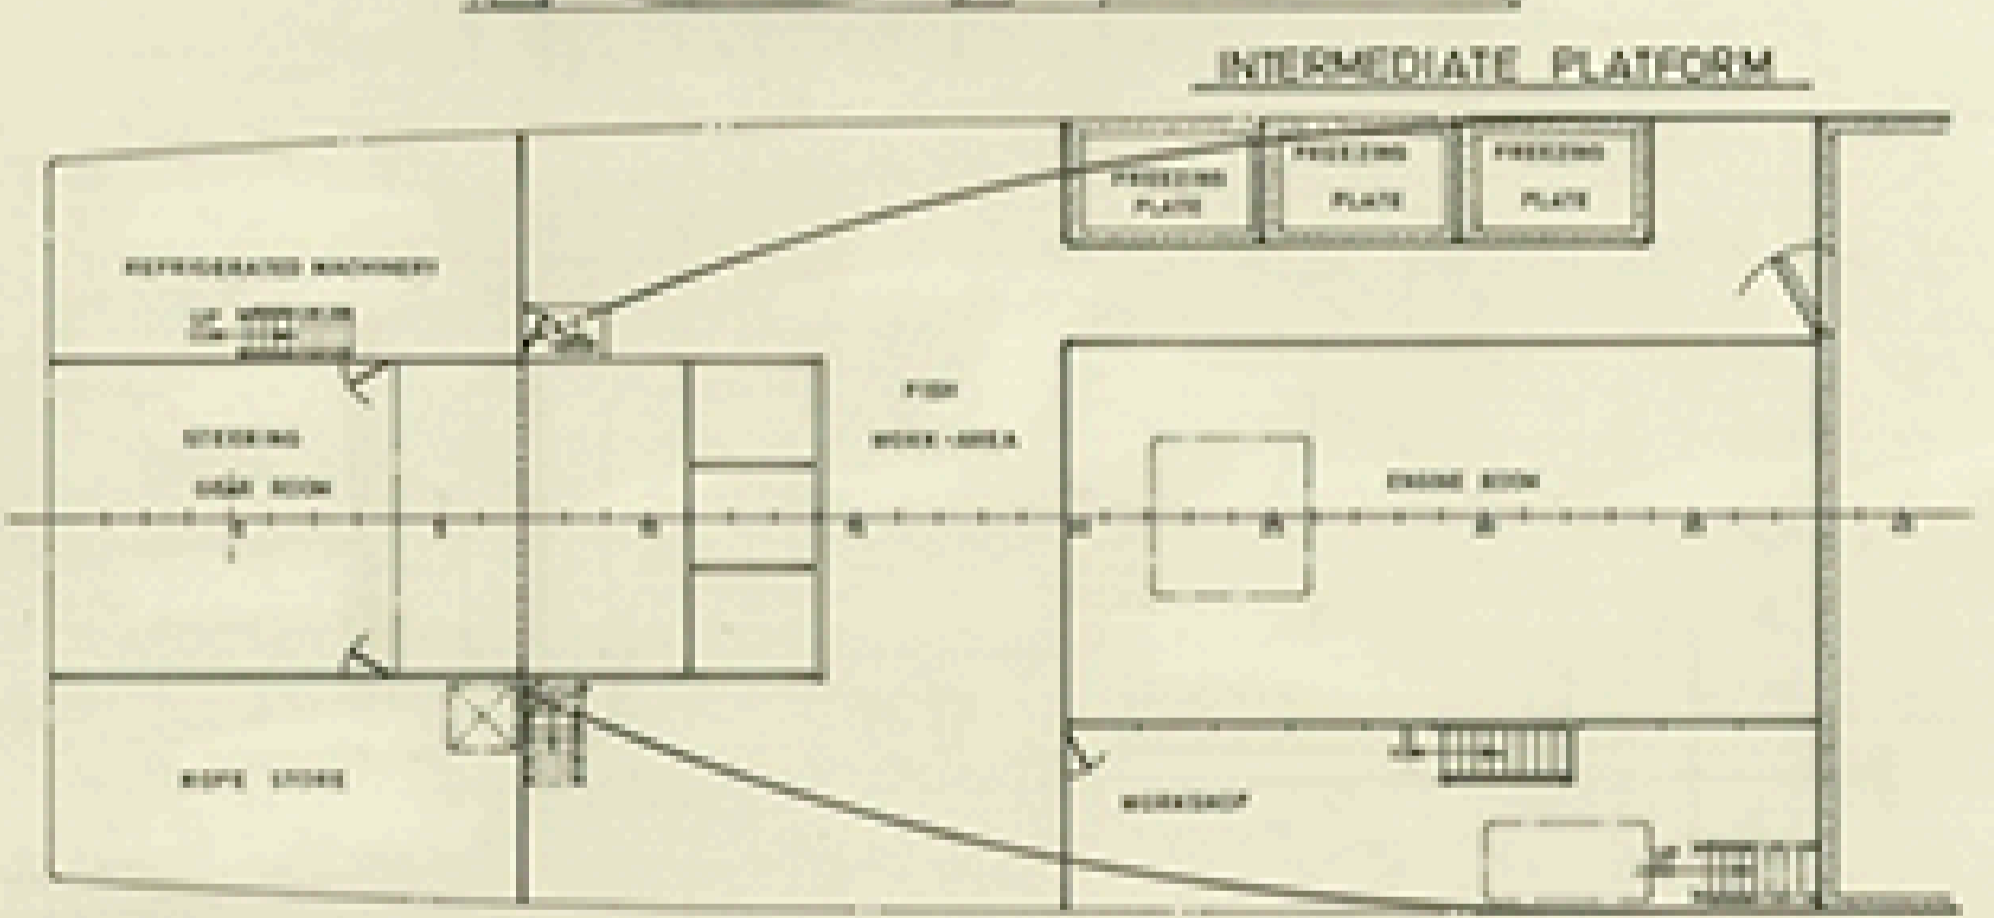 INTERMEDIATE PLATFORM
FREEZING
PLATE
FREEZING
PLATE
FREEZING
PLATE
REFRIGERATED MACHINERY
UP
FISH
WORK-AREA
STEERING
GEAR ROOM
ENGINE ROOM
ROPE STORE
WORKSHOP